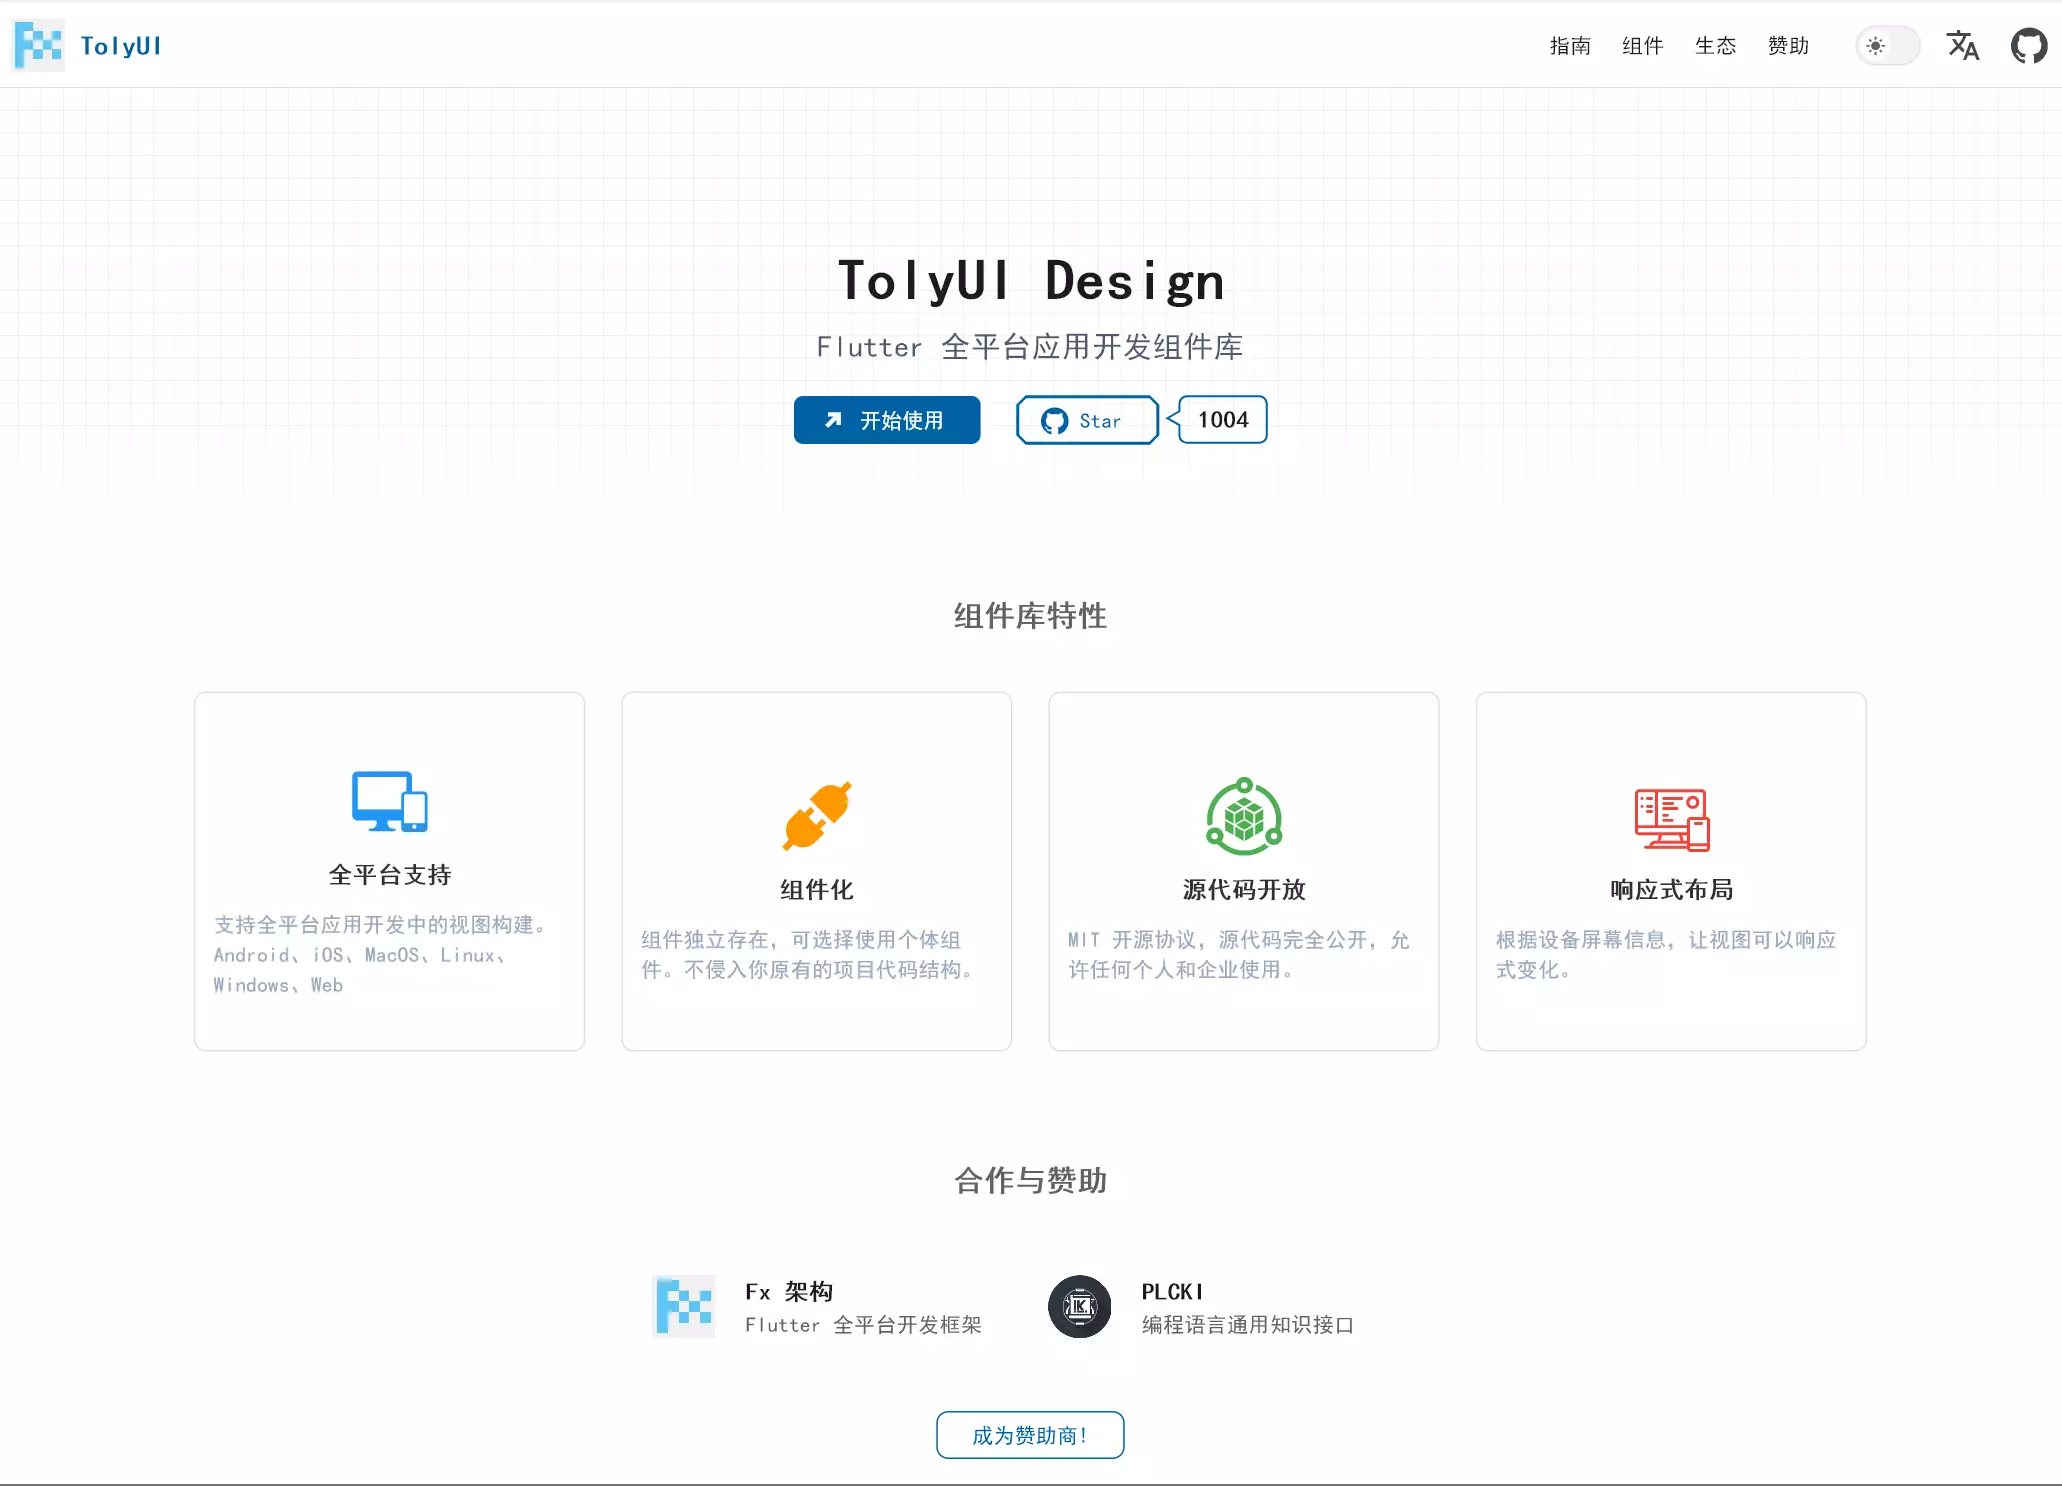 TolyUI
指南 组件 生态 赞助
TolyUI Design
Flutter 全平台应用开发组件库
开始使用
Star
1004
组件库特性
全平台支持
支持全平台应用开发中的视图构建。
Android、iOS、MacOS、Linux、
Windows、Web
组件化
组件独立存在，可选择使用个体组
件。不侵入你原有的项目代码结构。
源代码开放
MIT 开源协议，源代码完全公开，允
许任何个人和企业使用。
响应式布局
根据设备屏幕信息，让视图可以响应
式变化。
合作与赞助
Fx 架构
Flutter 全平台开发框架
PLCKI
编程语言通用知识接口
成为赞助商!